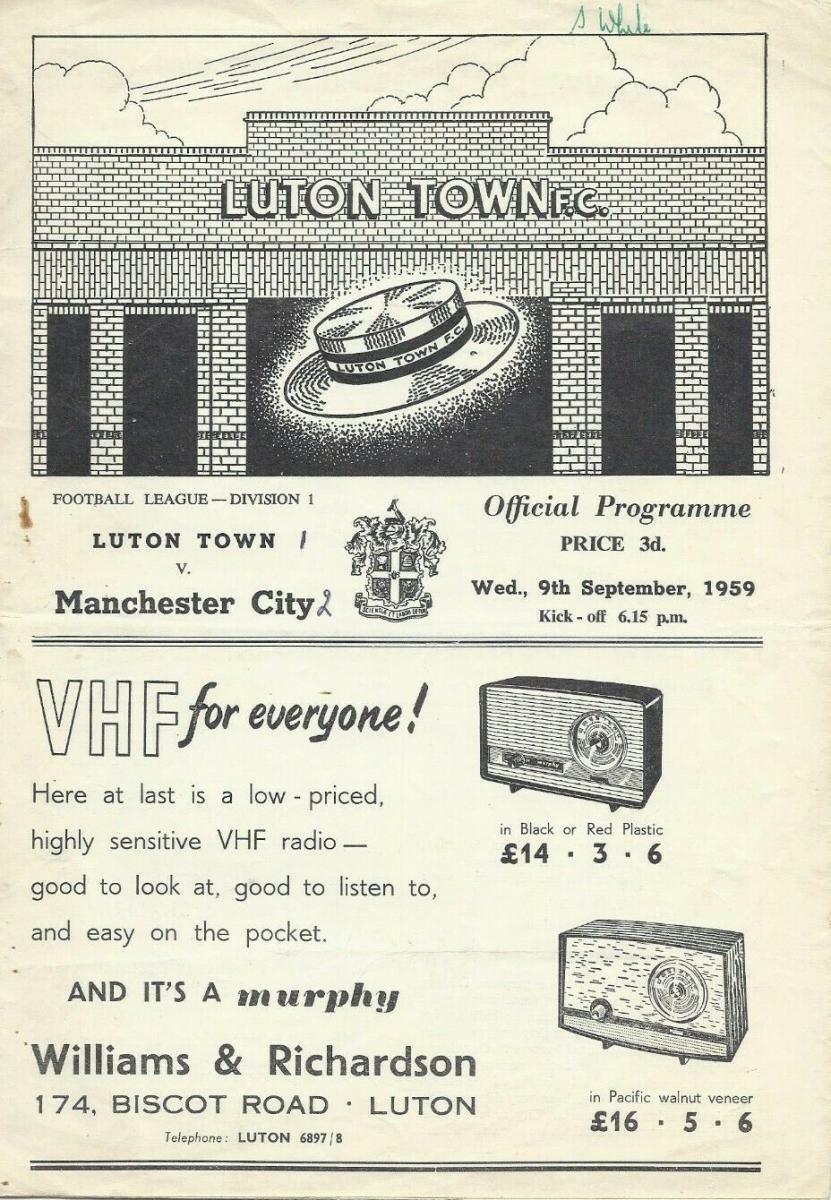 S White
LUTON TOWN F.C.
LUTON TOWN F.C.
FOOTBALL LEAGUE — DIVISION 1
LUTON TOWN 1
v.
Manchester City 2
SCIENTIÆ ET LABORI DETUR
Official Programme
PRICE 3d.
Wed., 9th September, 1959
Kick - off 6.15 p.m.
VHF for everyone!
Here at last is a low - priced,
highly sensitive VHF radio —
good to look at, good to listen to,
and easy on the pocket.
AND IT'S A murphy
Williams & Richardson
174, BISCOT ROAD · LUTON
Telephone: LUTON 6897/8
in Black or Red Plastic
£14 · 3 · 6
in Pacific walnut veneer
£16 · 5 · 6